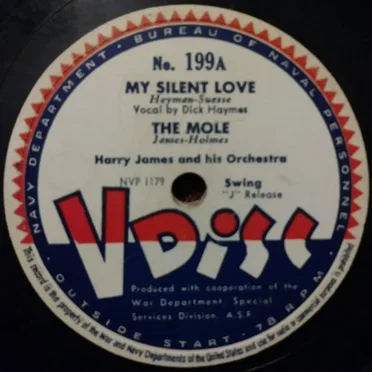 NAVY DEPARTMENT · BUREAU OF NAVAL PERSONNEL
No. 199A
MY SILENT LOVE
Heyman-Suesse
Vocal by Dick Haymes
THE MOLE
James-Holmes
Harry James and his Orchestra
NVP 1179
Swing
"J" Release
V DISC
Produced with cooperation of the
War Department Special
Services Division, A.S.F.
· OUTSIDE START · 78 R P M ·
This record is the property of the War and Navy Departments of the United States and use for radio or commercial purposes is prohibited